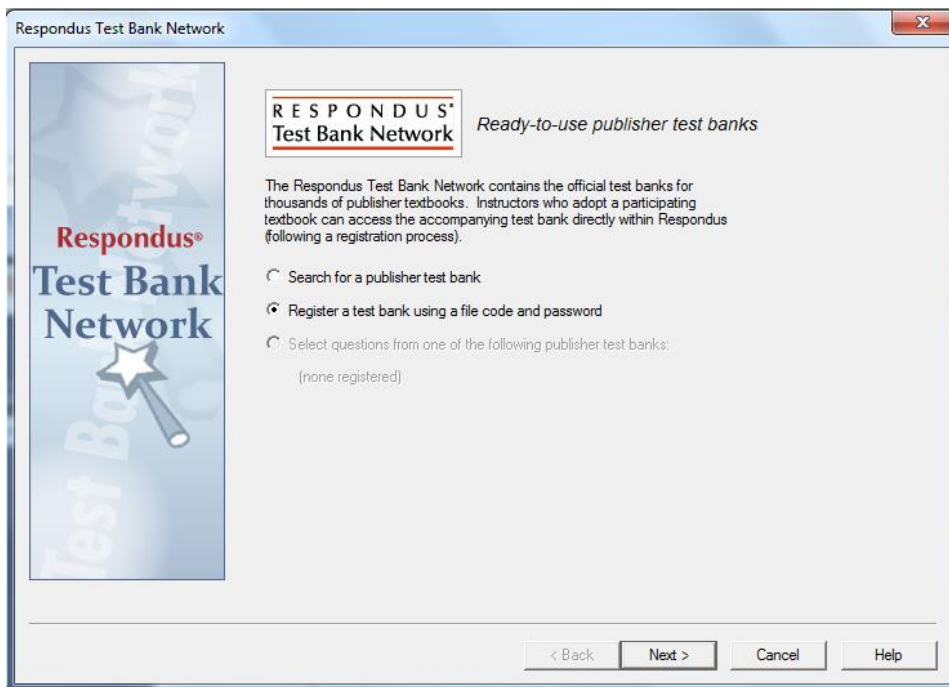 Respondus Test Bank Network
RESPONDUS®
Test Bank Network
Ready-to-use publisher test banks
The Respondus Test Bank Network contains the official test banks for
thousands of publisher textbooks. Instructors who adopt a participating
textbook can access the accompanying test bank directly within Respondus
(following a registration process).
Respondus®
Test Bank
Network
Search for a publisher test bank
Register a test bank using a file code and password
Select questions from one of the following publisher test banks:
(none registered)
Test Bank Network
< Back
Next >
Cancel
Help